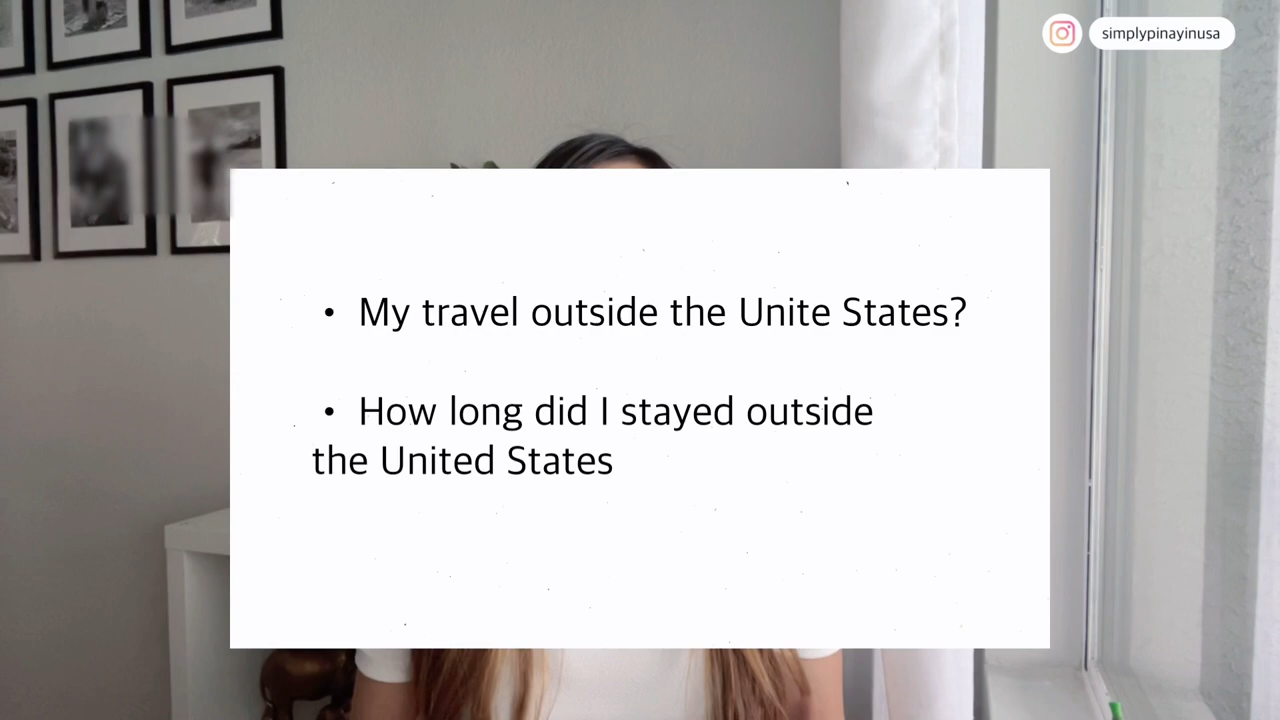 simplypinayinusa
• My travel outside the Unite States?
• How long did I stayed outside
the United States